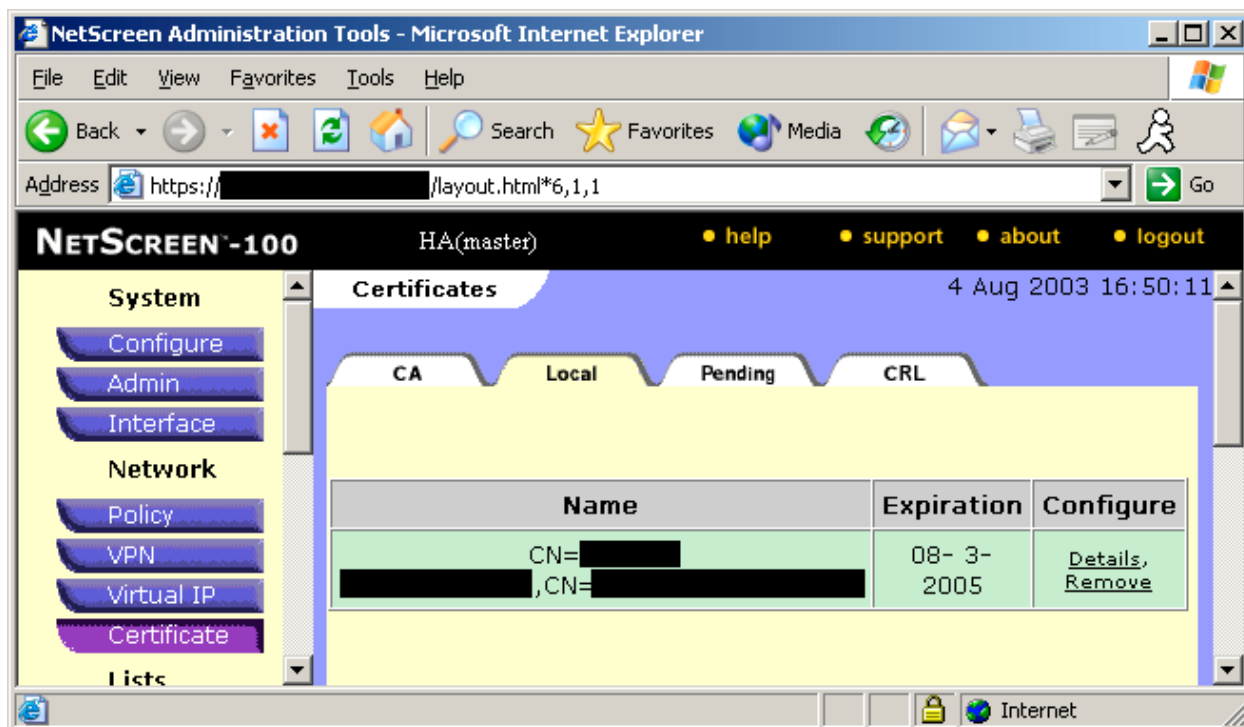 NetScreen Administration Tools - Microsoft Internet Explorer
File Edit View Favorites Tools Help
Back Search Favorites Media
Address https:// /layout.html*6,1,1 Go
NETSCREEN™-100 HA(master) help support about logout
System
Configure
Admin
Interface
Network
Policy
VPN
Virtual IP
Certificate
Lists
Certificates 4 Aug 2003 16:50:11
CA Local Pending CRL
Name Expiration Configure
CN= 08- 3- Details,
,CN= 2005 Remove
Internet